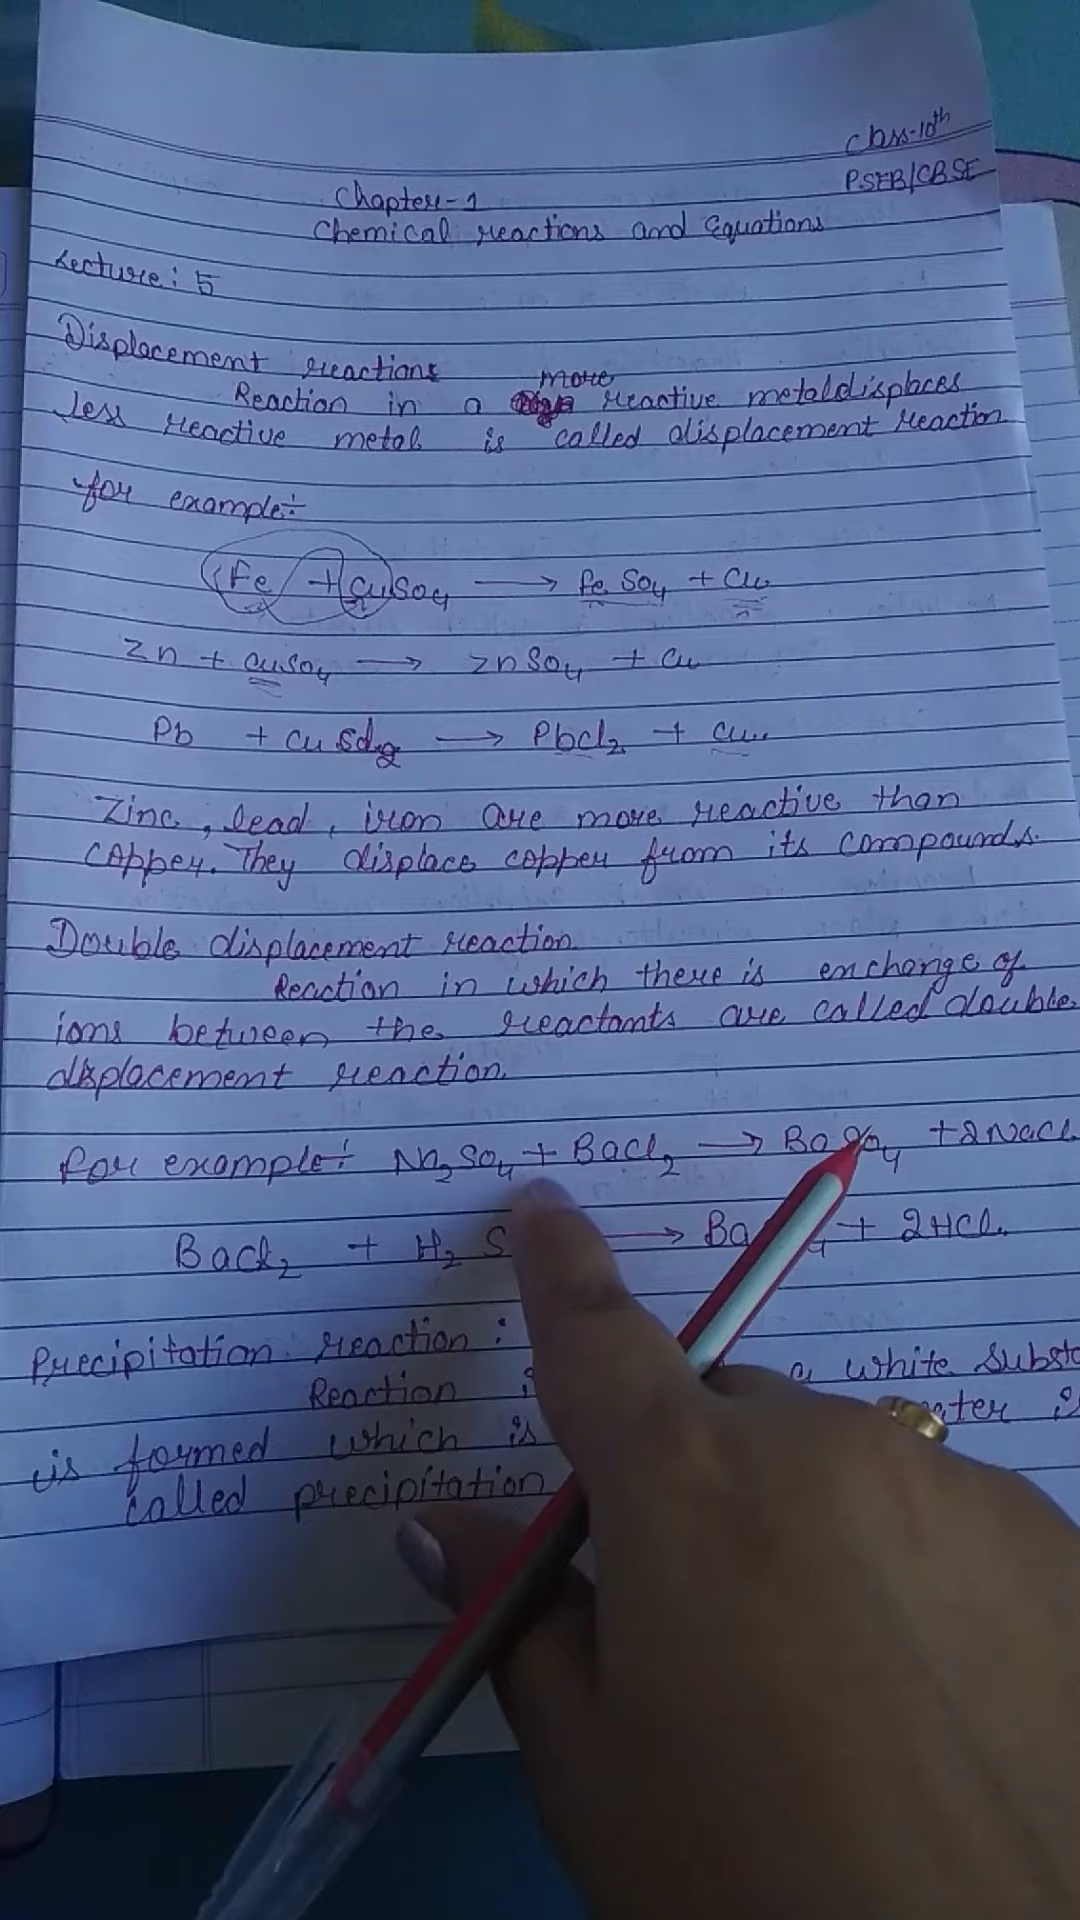 Class-10th
PSEB/CBSE
Chapter-1
Chemical reactions and Equations
Lecture: 5
Displacement reactions
Reaction in a more reactive metal displaces
less reactive metal is called displacement reaction
for example:
Fe + CuSO4 → FeSO4 + Cu
Zn + CuSO4 → ZnSO4 + Cu
Pb + Cu → PbCl2 + Cu
Zinc, lead, iron are more reactive than
copper. They displace copper from its compounds.
Double displacement reaction
Reaction in which there is enchange of
ions between the reactants are called double
displacement reaction
for example: Na2SO4 + BaCl2 → BaSO4 + 2NaCl
BaCl2 + H2 S → Ba 4 + 2HCl
Precipitation reaction:
Reaction a white
is formed which is
called precipitation